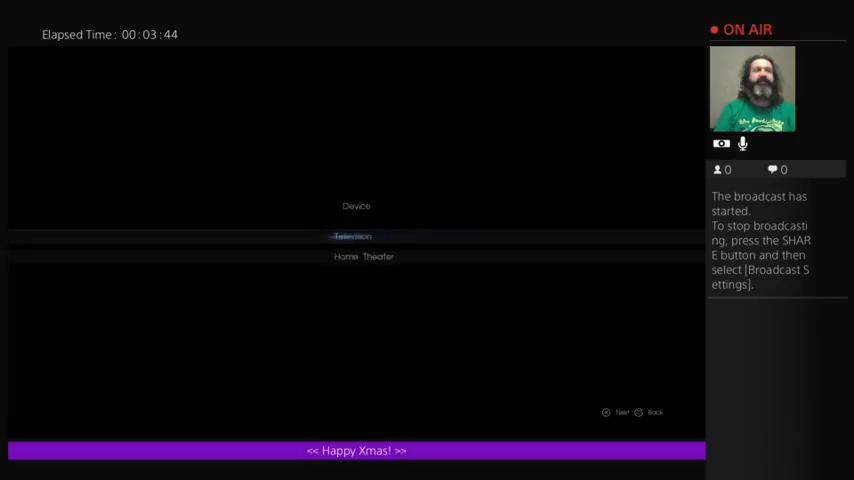 Elapsed Time: 00:03:44
ON AIR
0 0
The broadcast has
started.
To stop broadcasti
ng, press the SHAR
E button and then
select [Broadcast S
ettings].
Device
Television
Home Theater
Next Back
<< Happy Xmas! >>